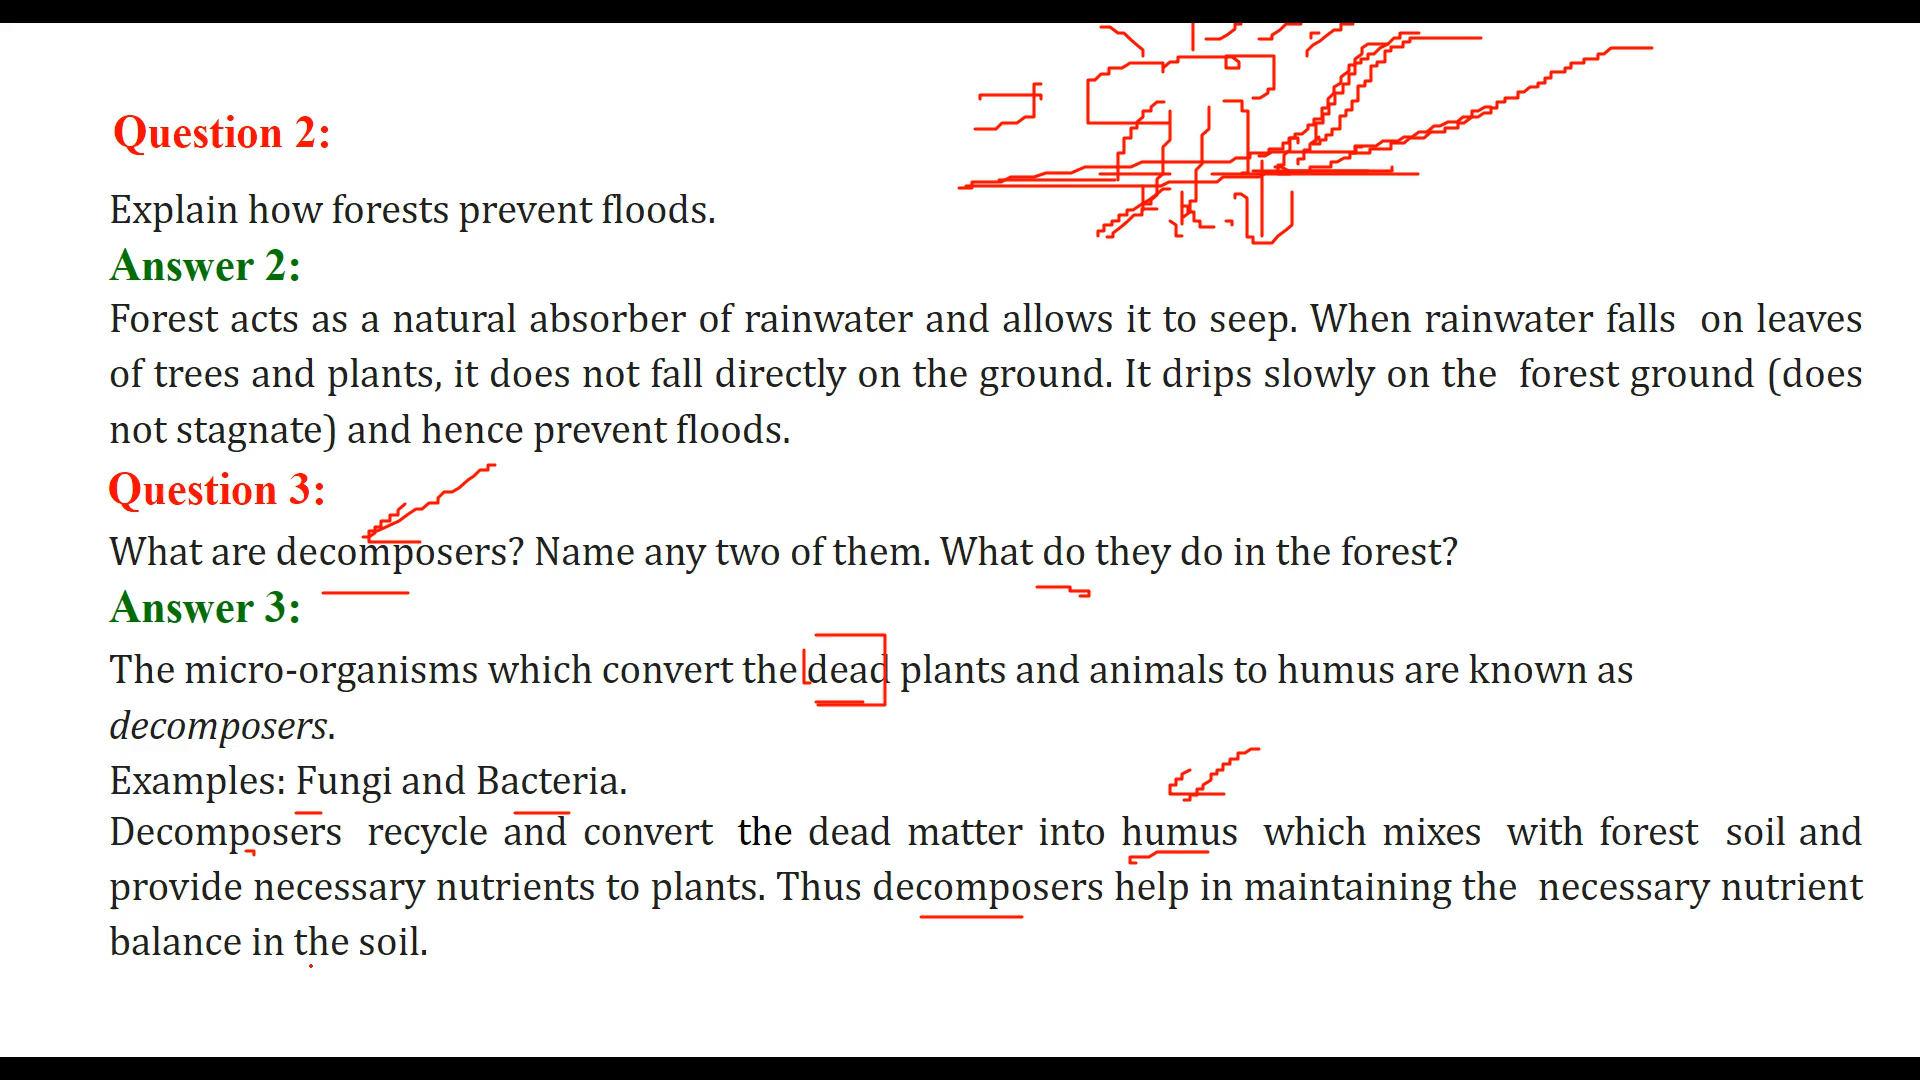 Question 2:
Explain how forests prevent floods.
Answer 2:
Forest acts as a natural absorber of rainwater and allows it to seep. When rainwater falls on leaves
of trees and plants, it does not fall directly on the ground. It drips slowly on the forest ground (does
not stagnate) and hence prevent floods.
Question 3:
What are decomposers? Name any two of them. What do they do in the forest?
Answer 3:
The micro-organisms which convert the dead plants and animals to humus are known as
decomposers.
Examples: Fungi and Bacteria.
Decomposers recycle and convert the dead matter into humus which mixes with forest soil and
provide necessary nutrients to plants. Thus decomposers help in maintaining the necessary nutrient
balance in the soil.